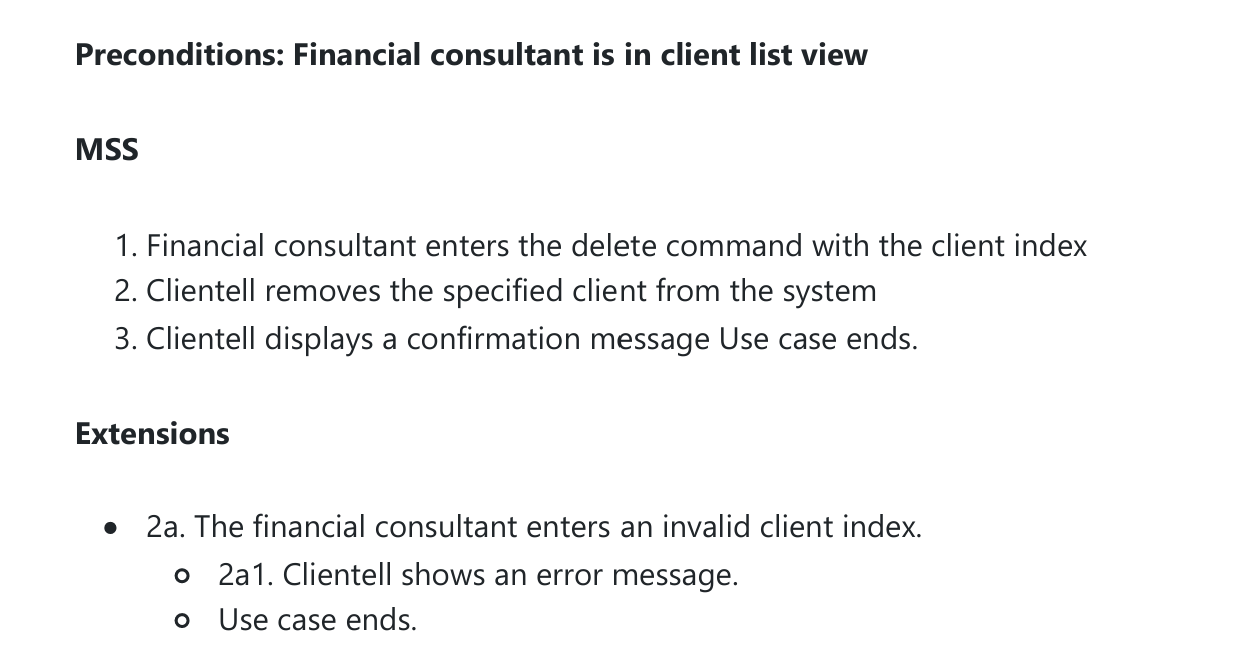 Preconditions: Financial consultant is in client list view
MSS
1. Financial consultant enters the delete command with the client index
2. Clientell removes the specified client from the system
3. Clientell displays a confirmation message Use case ends.
Extensions
• 2a. The financial consultant enters an invalid client index.
○ 2a1. Clientell shows an error message.
○ Use case ends.